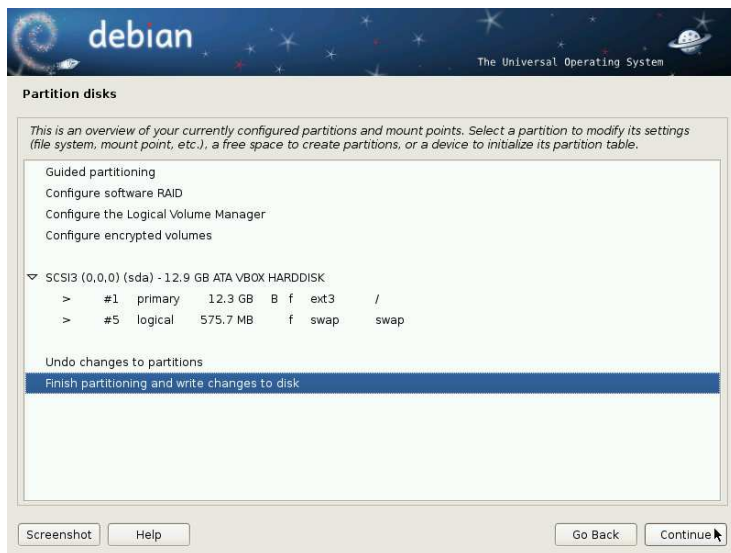 debian
The Universal Operating System
Partition disks
This is an overview of your currently configured partitions and mount points. Select a partition to modify its settings
(file system, mount point, etc.), a free space to create partitions, or a device to initialize its partition table.
Guided partitioning
Configure software RAID
Configure the Logical Volume Manager
Configure encrypted volumes
SCSI3 (0,0,0) (sda) - 12.9 GB ATA VBOX HARDDISK
> #1 primary 12.3 GB B f ext3 /
> #5 logical 575.7 MB f swap swap
Undo changes to partitions
Finish partitioning and write changes to disk
Screenshot Help Go Back Continue